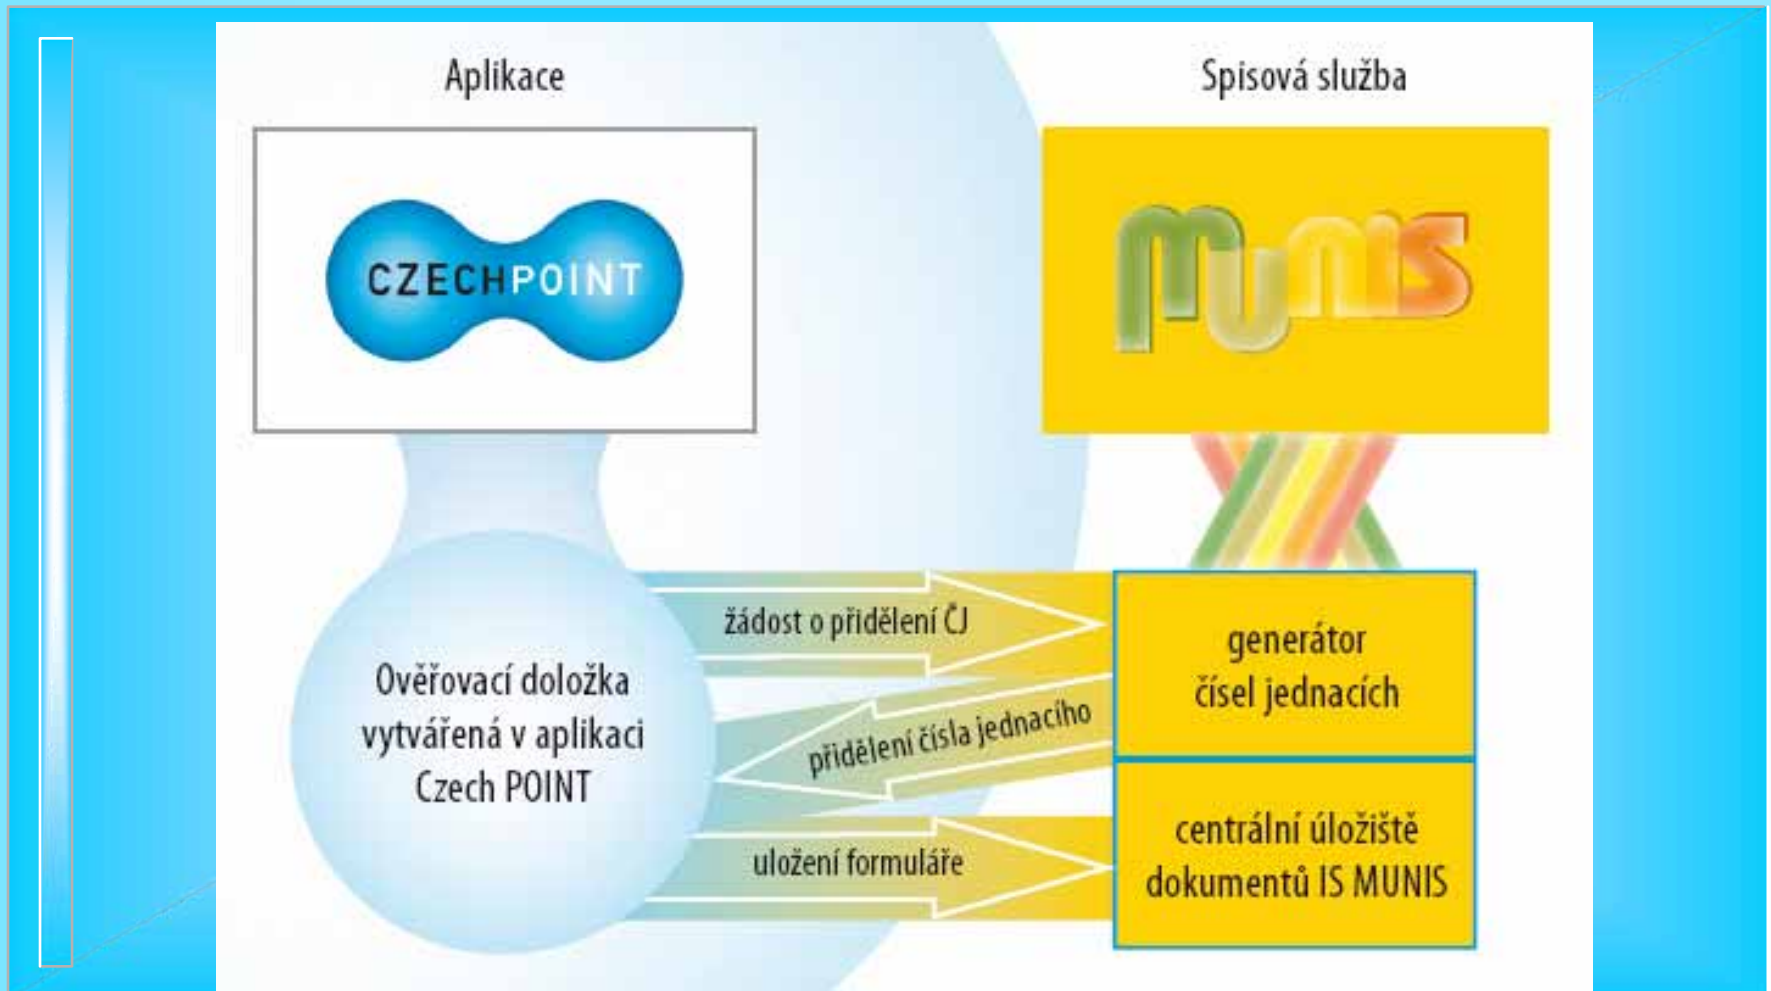 Aplikace
Spisová služba
CZECHPOINT
munis
žádost o přidělení ČJ
generátor
čísel jednacích
Ověřovací doložka
vytvářená v aplikaci
Czech POINT
přidělení čísla jednacího
centrální úložiště
dokumentů IS MUNIS
uložení formuláře